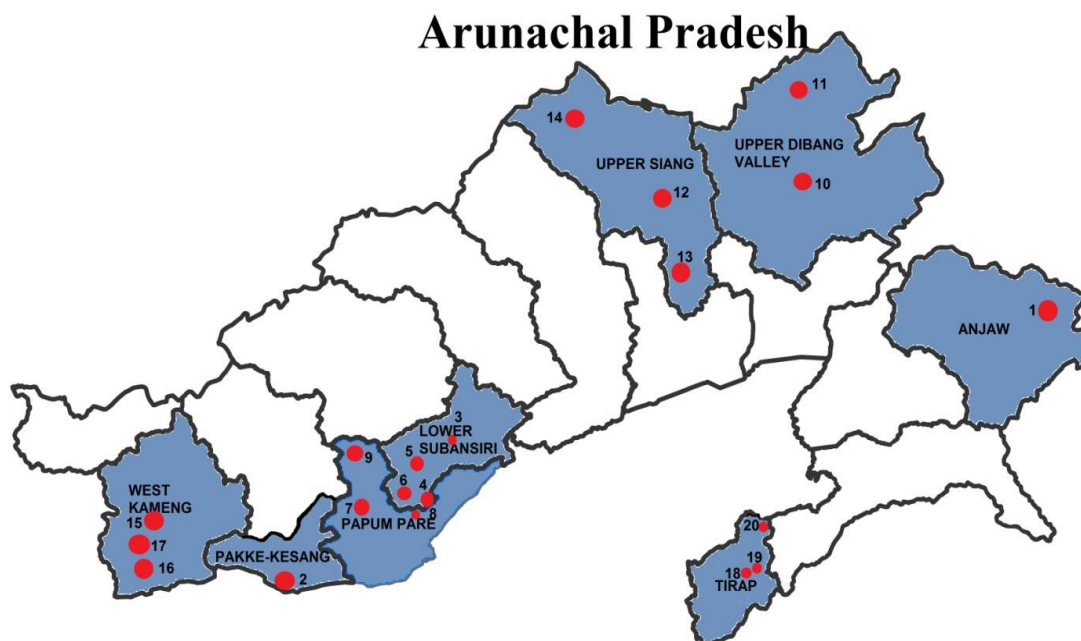 Arunachal Pradesh
11
14
UPPER DIBANG
VALLEY
UPPER SIANG
10
12
13
1
ANJAW
3
LOWER
SUBANSIRI
5
9
6
4
WEST
KAMENG
7
8
PAPUM PARE
15
17
PAKKE-KESANG
16
2
20
19
18
TIRAP